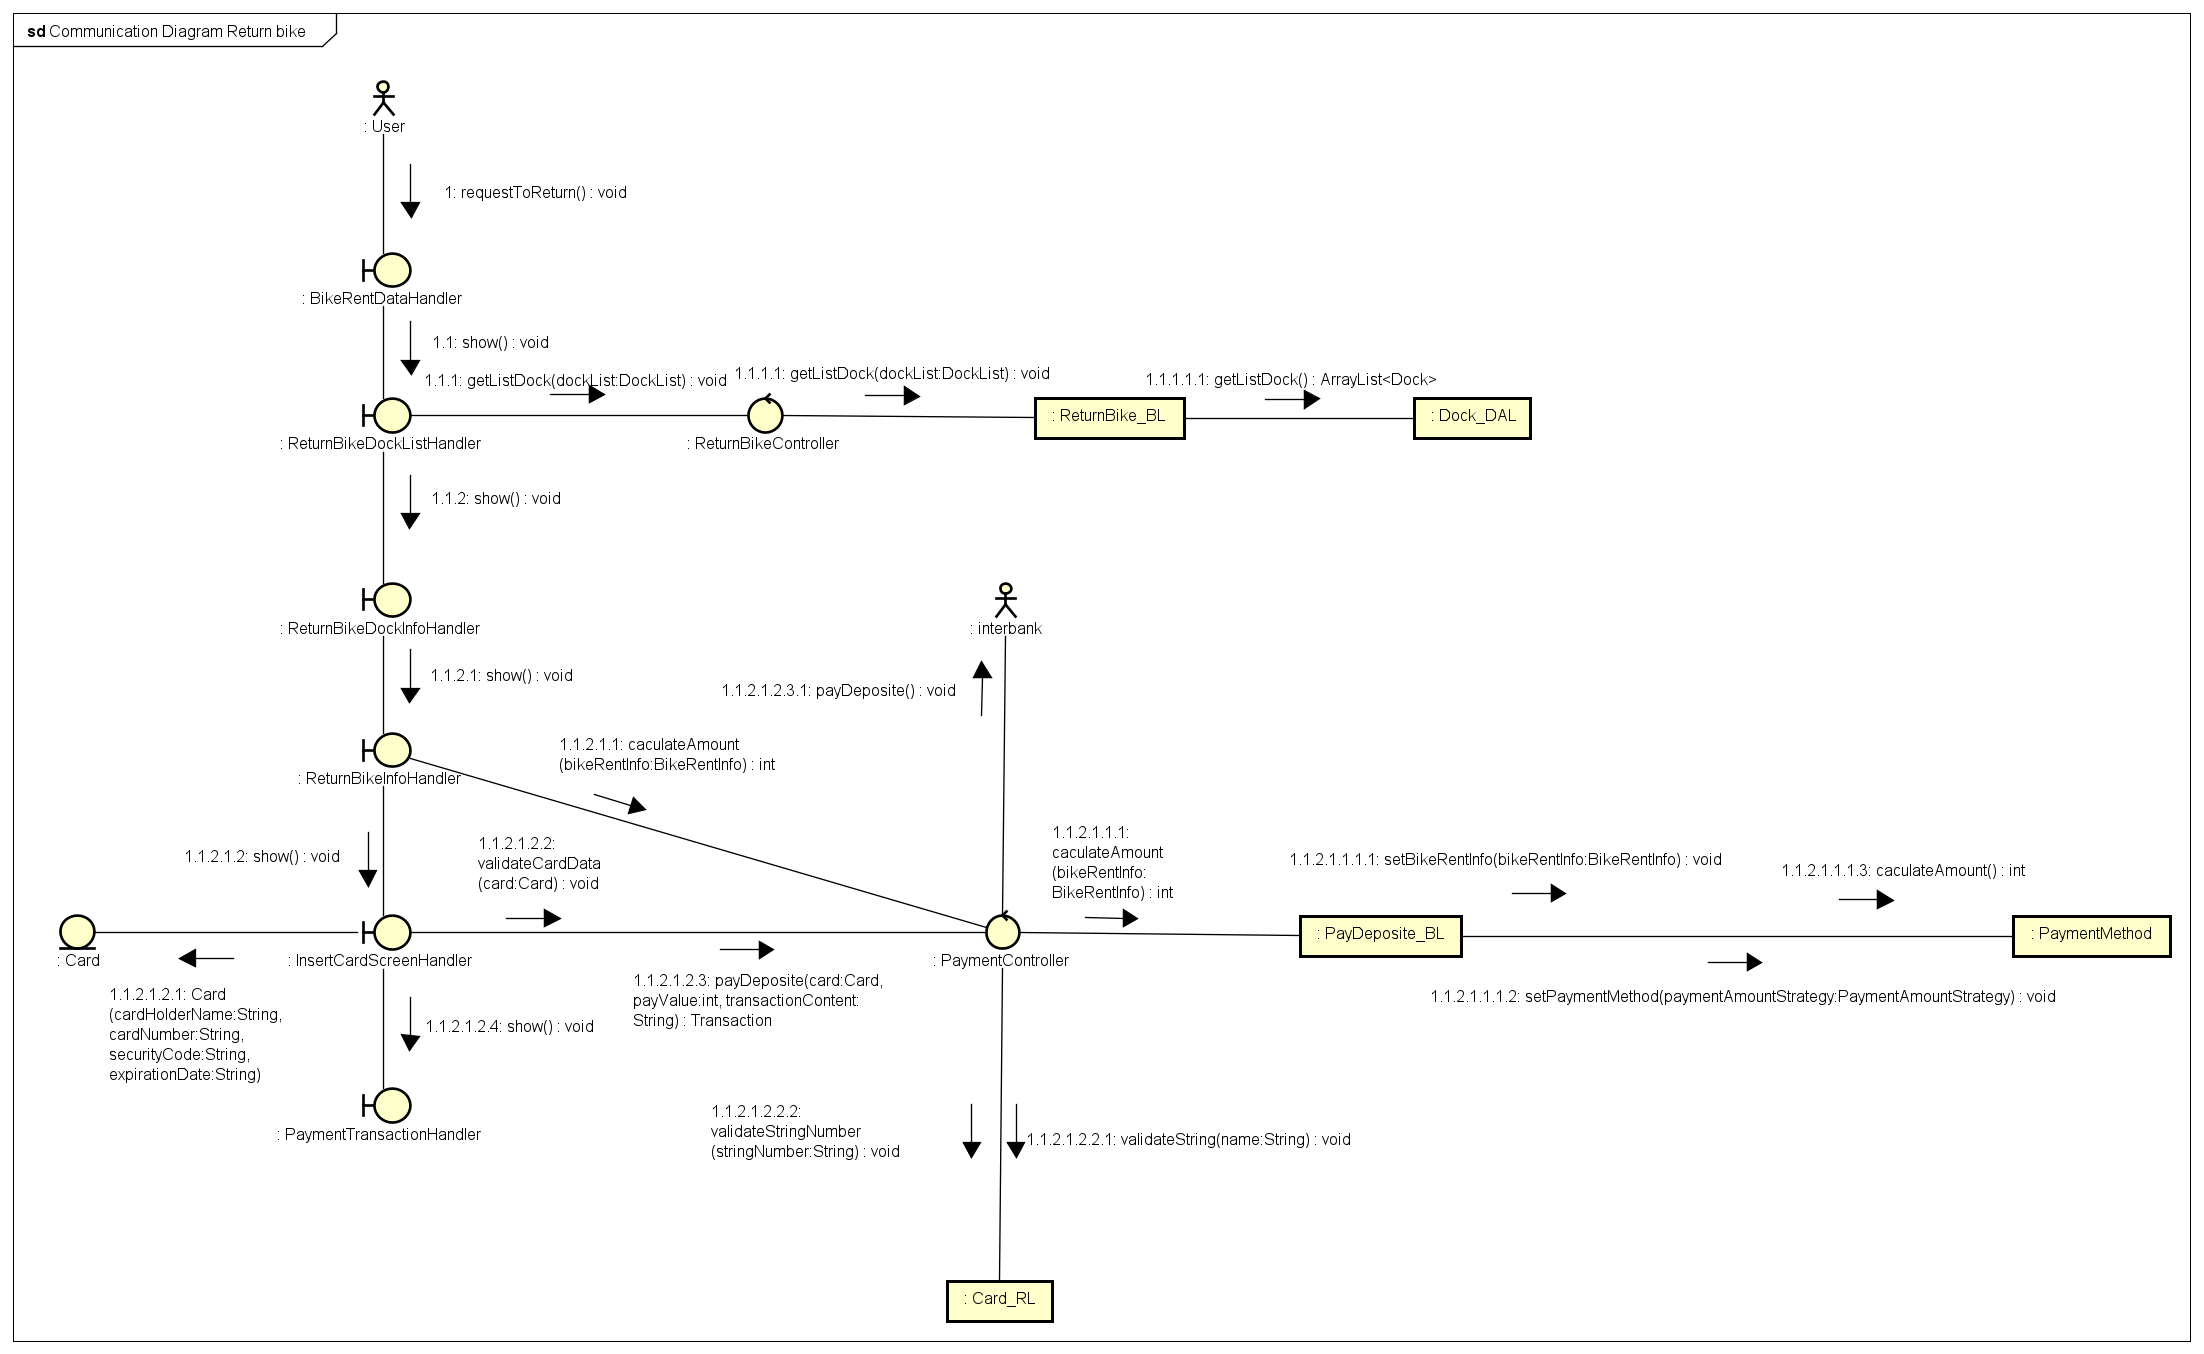 sd Communication Diagram Return bike
: User
1: requestToReturn() : void
: BikeRentDataHandler
1.1: show() : void
1.1.1: getListDock(dockList:DockList) : void
1.1.1.1: getListDock(dockList:DockList) : void
1.1.1.1.1: getListDock() : ArrayList<Dock>
: ReturnBike_BL
: Dock_DAL
: ReturnBikeDockListHandler
: ReturnBikeController
1.1.2: show() : void
: ReturnBikeDockInfoHandler
: interbank
1.1.2.1: show() : void
1.1.2.1.2.3.1: payDeposite() : void
1.1.2.1.1: caculateAmount
(bikeRentInfo:BikeRentInfo) : int
: ReturnBikeInfoHandler
1.1.2.1.2: show() : void
1.1.2.1.2.2:
validateCardData
(card:Card) : void
1.1.2.1.1.1:
caculateAmount
(bikeRentInfo:
BikeRentInfo) : int
1.1.2.1.1.1.1: setBikeRentInfo(bikeRentInfo:BikeRentInfo) : void
1.1.2.1.1.1.3: caculateAmount() : int
: PayDeposite_BL
: PaymentMethod
: Card
: InsertCardScreenHandler
: PaymentController
1.1.2.1.2.1: Card
(cardHolderName:String,
cardNumber:String,
securityCode:String,
expirationDate:String)
1.1.2.1.2.3: payDeposite(card:Card,
payValue:int, transactionContent:
String) : Transaction
1.1.2.1.1.1.2: setPaymentMethod(paymentAmountStrategy:PaymentAmountStrategy) : void
1.1.2.1.2.4: show() : void
: PaymentTransactionHandler
1.1.2.1.2.2.2:
validateStringNumber
(stringNumber:String) : void
1.1.2.1.2.2.1: validateString(name:String) : void
: Card_RL